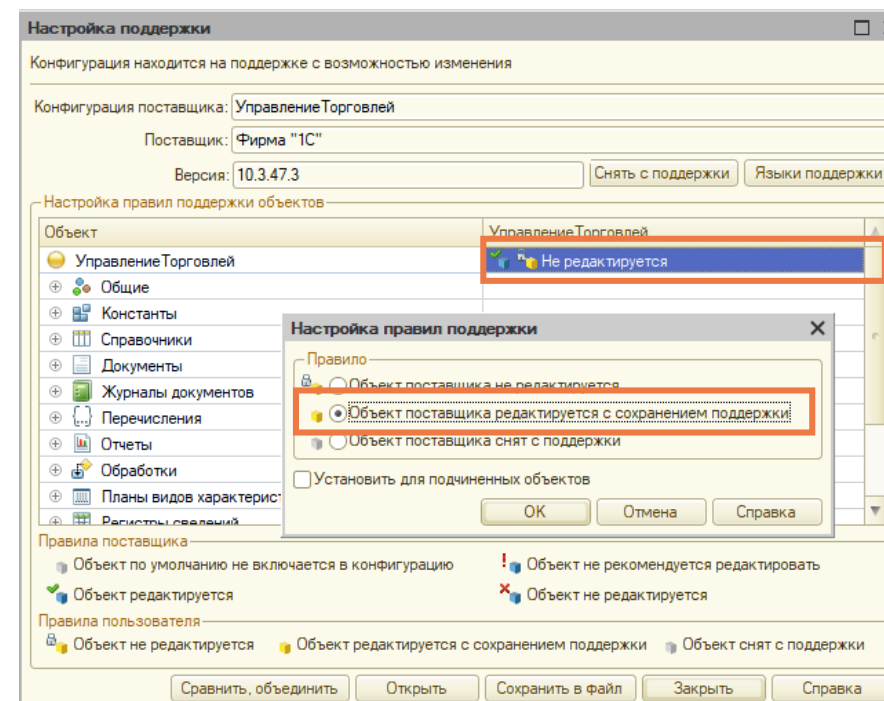 Настройка поддержки
Конфигурация находится на поддержке с возможностью изменения
Конфигурация поставщика: УправлениеТорговлей
Поставщик: Фирма "1С"
Версия: 10.3.47.3 Снять с поддержки Языки поддержки
Настройка правил поддержки объектов
Объект УправлениеТорговлей
УправлениеТорговлей Не редактируется
Общие
Константы
Справочники
Документы
Журналы документов
Перечисления
Отчеты
Обработки
Планы видов характерист
Регистры сведений
Настройка правил поддержки
Правило
Объект поставщика не редактируется
Объект поставщика редактируется с сохранением поддержки
Объект поставщика снят с поддержки
Установить для подчиненных объектов
ОК Отмена Справка
Правила поставщика
Объект по умолчанию не включается в конфигурацию Объект не рекомендуется редактировать
Объект редактируется Объект не редактируется
Правила пользователя
Объект не редактируется Объект редактируется с сохранением поддержки Объект снят с поддержки
Сравнить, объединить Открыть Сохранить в файл Закрыть Справка